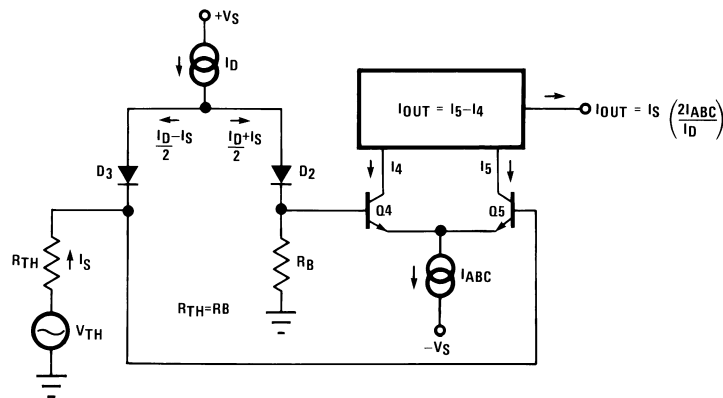 +VS
ID
IOUT = I5–I4
IOUT = IS (2IABC/ID)
ID/2–IS
ID/2+IS
D3
D2
I4
I5
Q4
Q5
RTH
IS
RB
IABC
RTH=RB
VTH
–VS